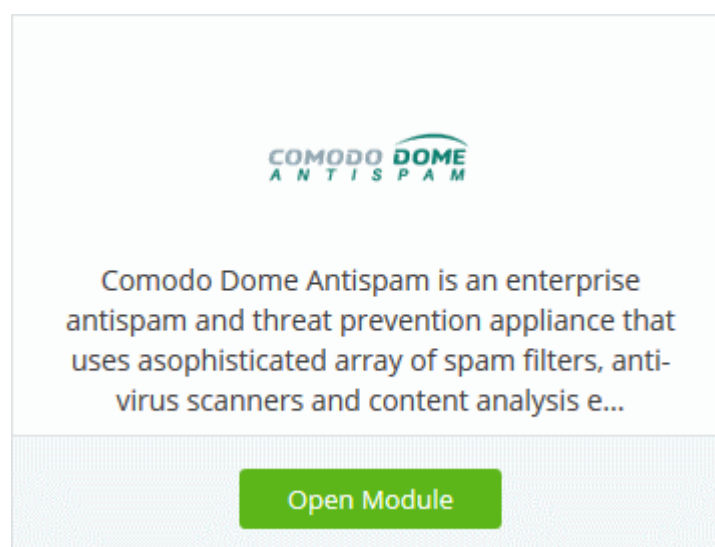 COMODO DOME
ANTISPAM
Comodo Dome Antispam is an enterprise
antispam and threat prevention appliance that
uses asophisticated array of spam filters, anti-
virus scanners and content analysis e...
Open Module